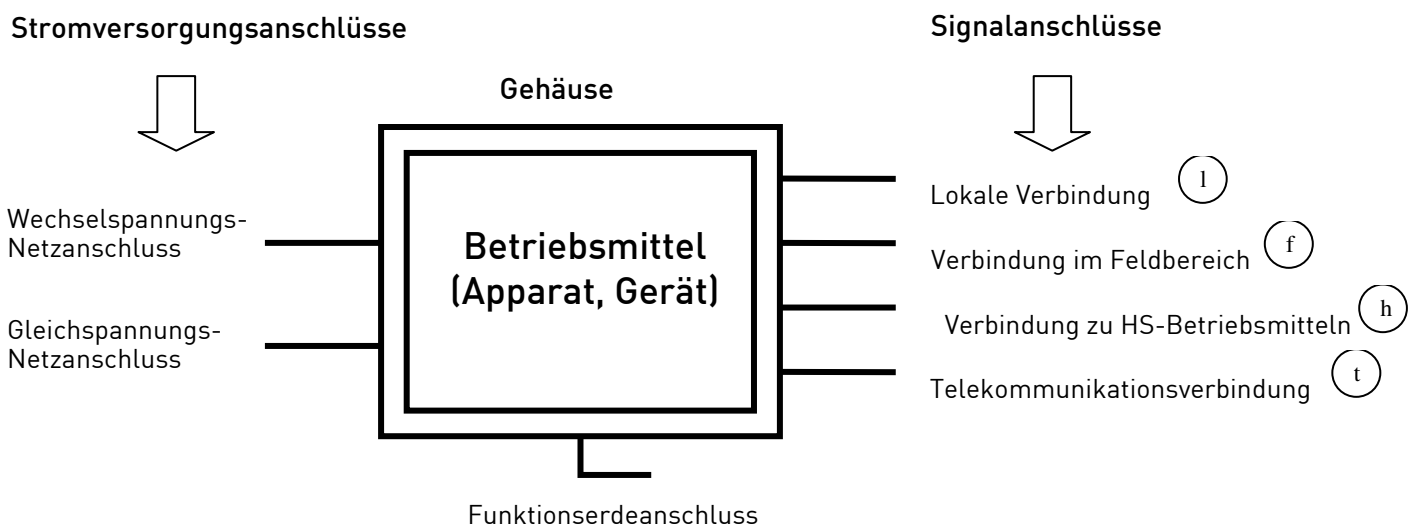 Stromversorgungsanschlüsse
Signalanschlüsse
Gehäuse
Wechselspannungs-
Netzanschluss
Gleichspannungs-
Netzanschluss
Betriebsmittel
(Apparat, Gerät)
Lokale Verbindung l
Verbindung im Feldbereich f
Verbindung zu HS-Betriebsmitteln h
Telekommunikationsverbindung t
Funktionserdeanschluss